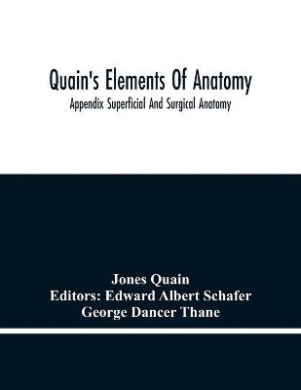 Quain's Elements Of Anatomy
Appendix Superficial And Surgical Anatomy
Jones Quain
Editors: Edward Albert Schafer
George Dancer Thane